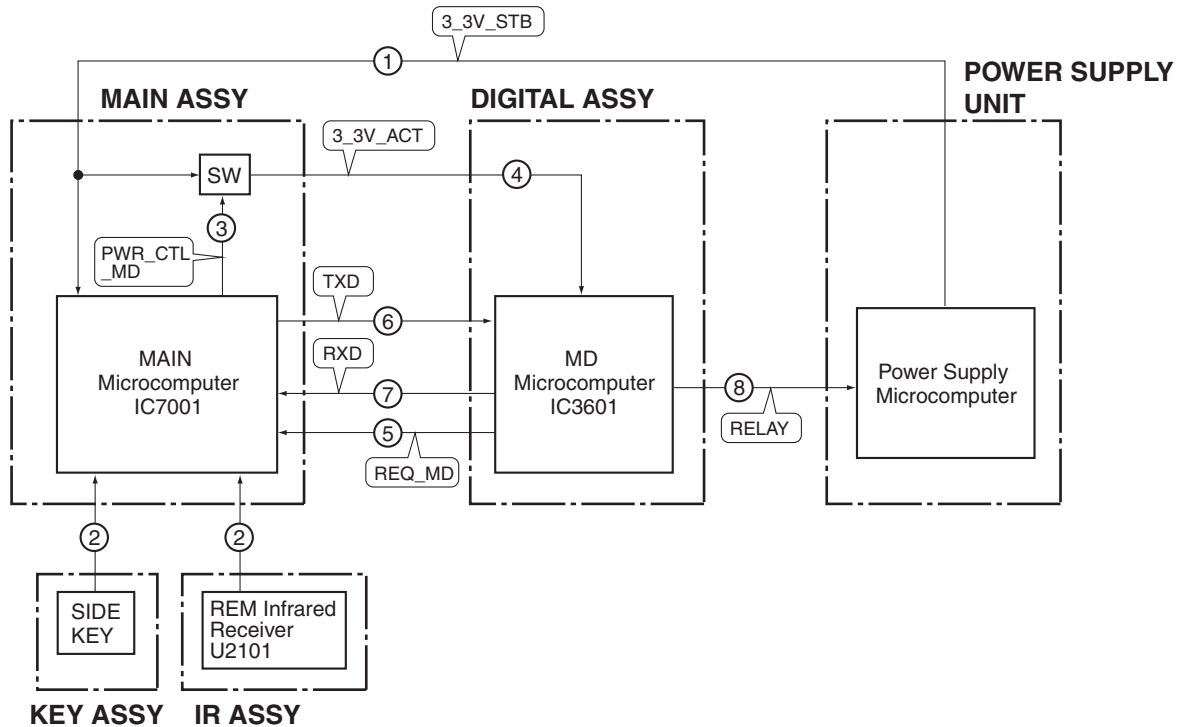 3_3V_STB
1
POWER SUPPLY
UNIT
MAIN ASSY
DIGITAL ASSY
3_3V_ACT
SW
4
3
PWR_CTL
_MD
TXD
6
MAIN
Microcomputer
IC7001
RXD
7
MD
Microcomputer
IC3601
8
Power Supply
Microcomputer
5
RELAY
REQ_MD
2
2
SIDE
KEY
REM Infrared
Receiver
U2101
KEY ASSY
IR ASSY